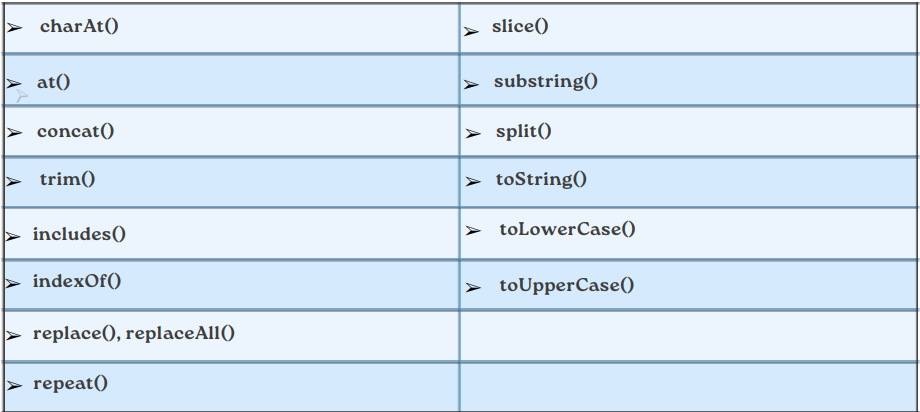 ➢ charAt()
➢ at()
➢ concat()
➢ trim()
➢ includes()
➢ indexOf()
➢ replace(), replaceAll()
➢ repeat()
➢ slice()
➢ substring()
➢ split()
➢ toString()
➢ toLowerCase()
➢ toUpperCase()